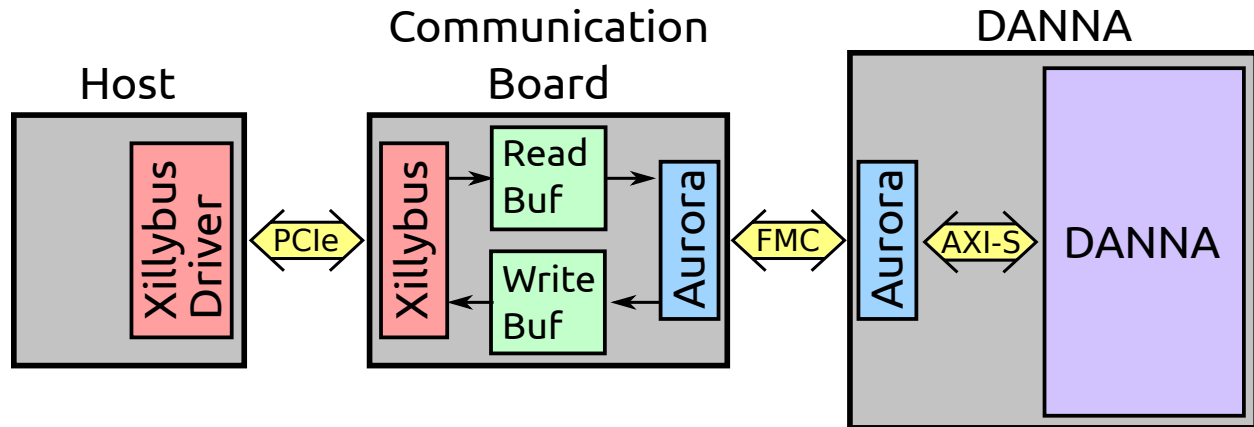 Host
Xillybus
Driver
PCIe
Communication
Board
Xillybus
Read
Buf
Write
Buf
Aurora
FMC
DANNA
Aurora
AXI-S
DANNA